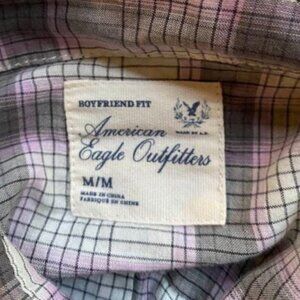 BOYFRIEND FIT
American
Eagle Outfitters
M/M
MADE IN CHINA
FABRIQUÉ EN CHINE